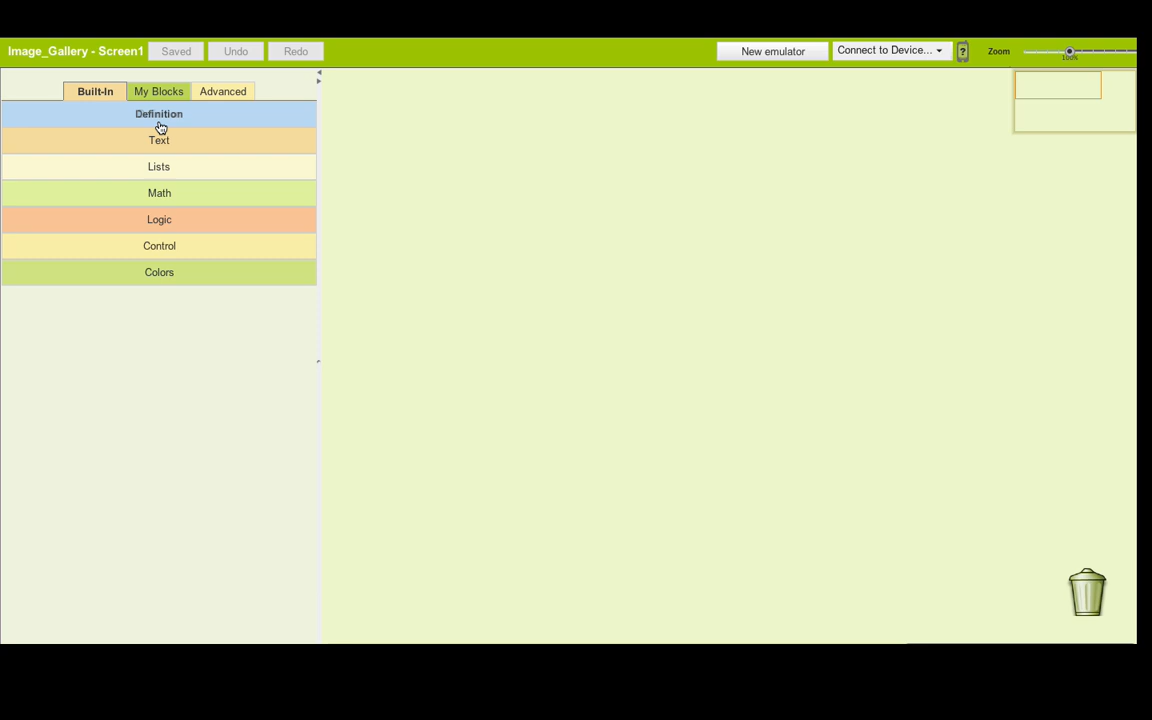 Image_Gallery - Screen1 Saved Undo Redo New emulator Connect to Device... Zoom
100%
Built-In My Blocks Advanced
Definition
Text
Lists
Math
Logic
Control
Colors